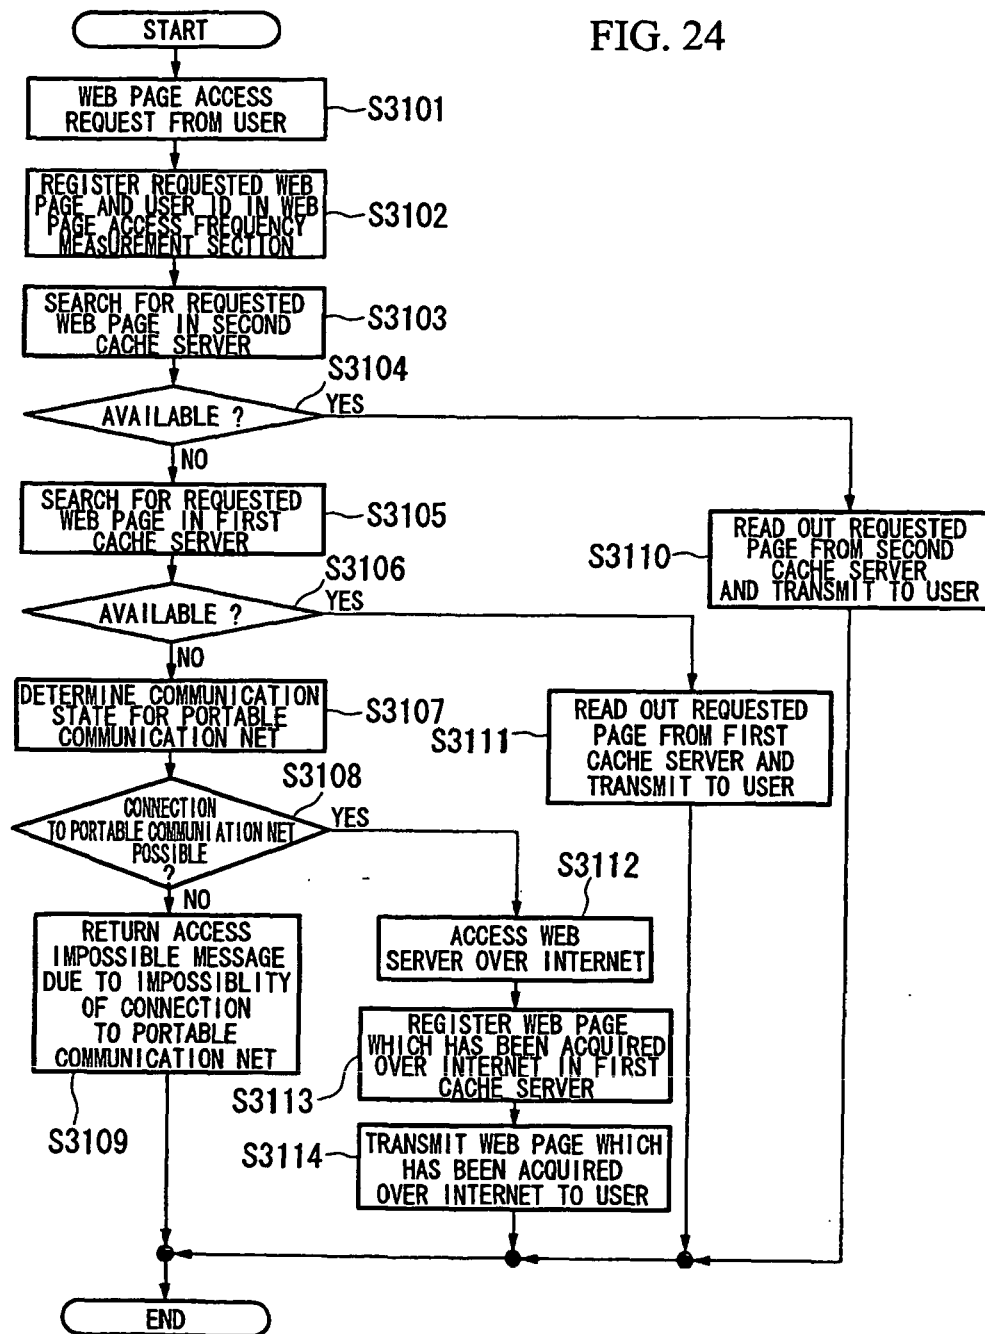 FIG. 24
START
WEB PAGE ACCESS
REQUEST FROM USER
S3101
REGISTER REQUESTED WEB
PAGE AND USER ID IN WEB
PAGE ACCESS FREQUENCY
MEASUREMENT SECTION
S3102
SEARCH FOR REQUESTED
WEB PAGE IN SECOND
CACHE SERVER
S3103
S3104
AVAILABLE ?
YES
NO
SEARCH FOR REQUESTED
WEB PAGE IN FIRST
CACHE SERVER
S3105
S3110
READ OUT REQUESTED
PAGE FROM SECOND
CACHE SERVER
AND TRANSMIT TO USER
S3106
AVAILABLE ?
YES
NO
DETERMINE COMMUNICATION
STATE FOR PORTABLE
COMMUNICATION NET
S3107
S3111
READ OUT REQUESTED
PAGE FROM FIRST
CACHE SERVER AND
TRANSMIT TO USER
S3108
CONNECTION
TO PORTABLE COMMUNIATION NET
POSSIBLE
?
YES
NO
RETURN ACCESS
IMPOSSIBLE MESSAGE
DUE TO IMPOSSIBLITY
OF CONNECTION
TO PORTABLE
COMMUNICATION NET
S3109
S3112
ACCESS WEB
SERVER OVER INTERNET
REGISTER WEB PAGE
WHICH HAS BEEN ACQUIRED
OVER INTERNET IN FIRST
CACHE SERVER
S3113
S3114
TRANSMIT WEB PAGE WHICH
HAS BEEN ACQUIRED
OVER INTERNET TO USER
END